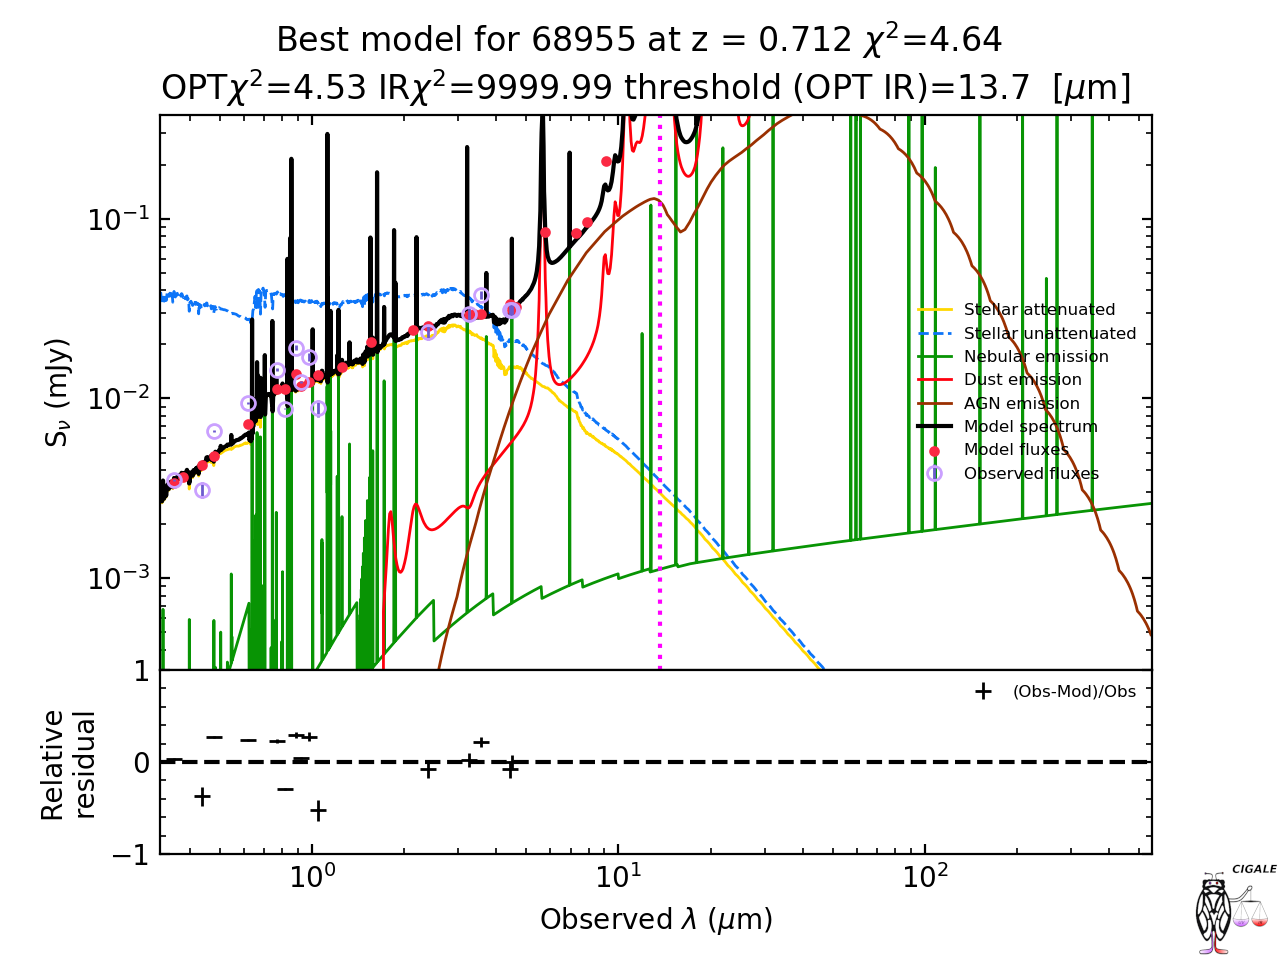 Best model for 68955 at z = 0.712 χ²=4.64
OPTχ²=4.53 IRχ²=9999.99 threshold (OPT IR)=13.7 [μm]
Sν (mJy)
10⁻¹
10⁻²
10⁻³
Stellar attenuated
Stellar unattenuated
Nebular emission
Dust emission
AGN emission
Model spectrum
Model fluxes
Observed fluxes
Relative
residual
1
0
−1
(Obs-Mod)/Obs
10⁰
10¹
10²
Observed λ (μm)
CIGALE